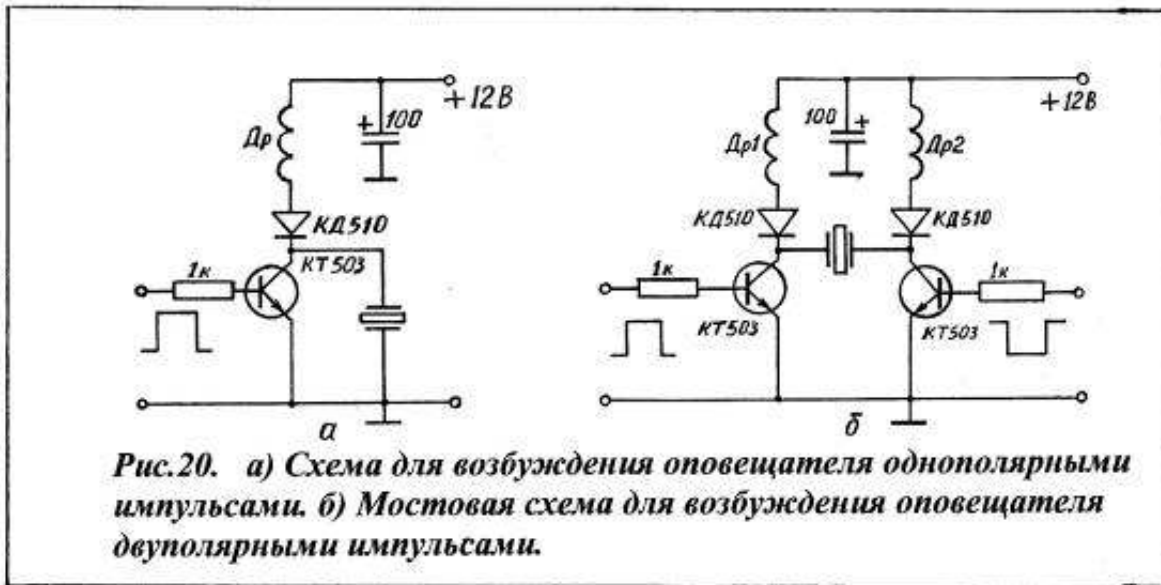 +12В
Др
+
100
КД510
КТ503
1к
а
+12В
100
+
Др1
Др2
КД510
КД510
1к
1к
КТ503
КТ503
б
Рис.20. а) Схема для возбуждения оповещателя однополярными
импульсами. б) Мостовая схема для возбуждения оповещателя
двуполярными импульсами.